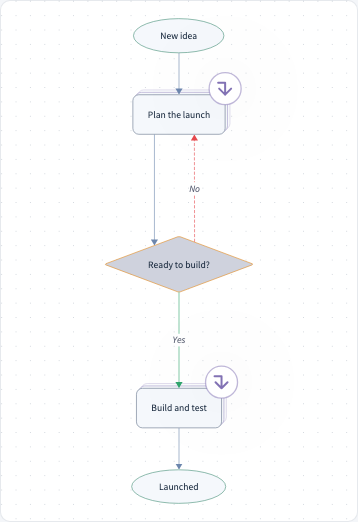 New idea
Plan the launch
No
Ready to build?
Yes
Build and test
Launched